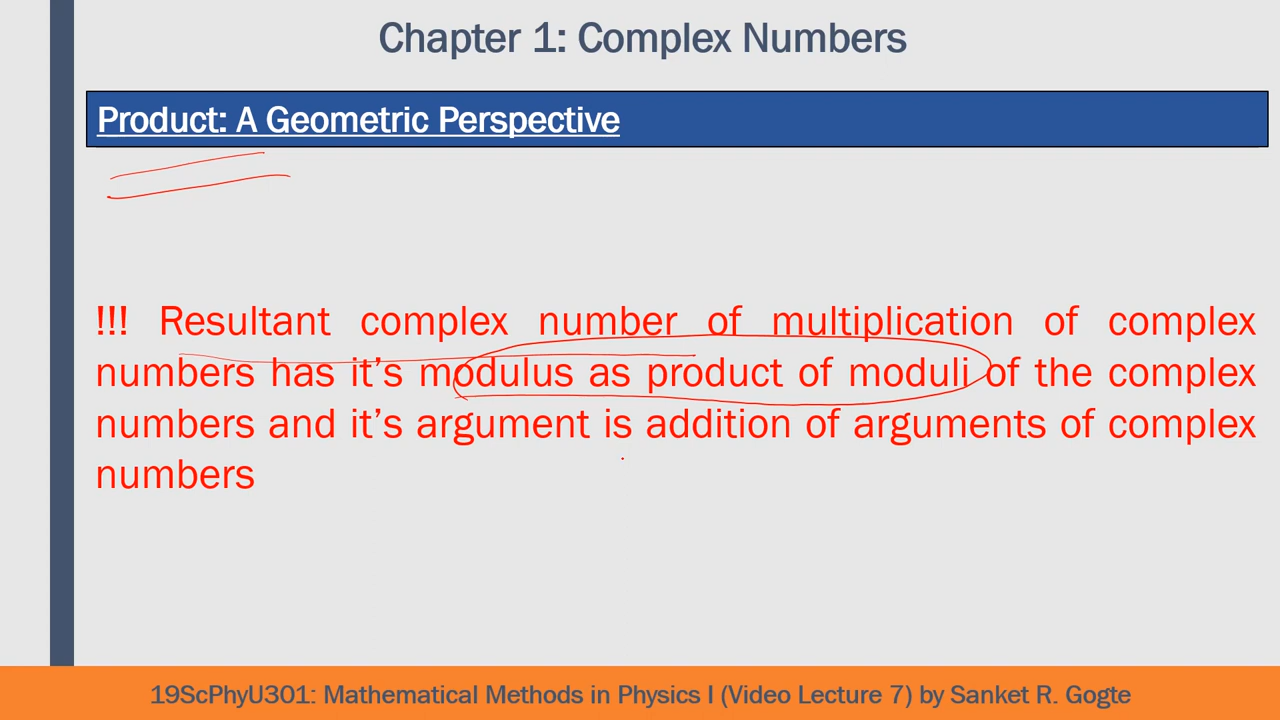 Chapter 1: Complex Numbers
Product: A Geometric Perspective
!!! Resultant complex number of multiplication of complex
numbers has it’s modulus as product of moduli of the complex
numbers and it’s argument is addition of arguments of complex
numbers
19ScPhyU301: Mathematical Methods in Physics I (Video Lecture 7) by Sanket R. Gogte